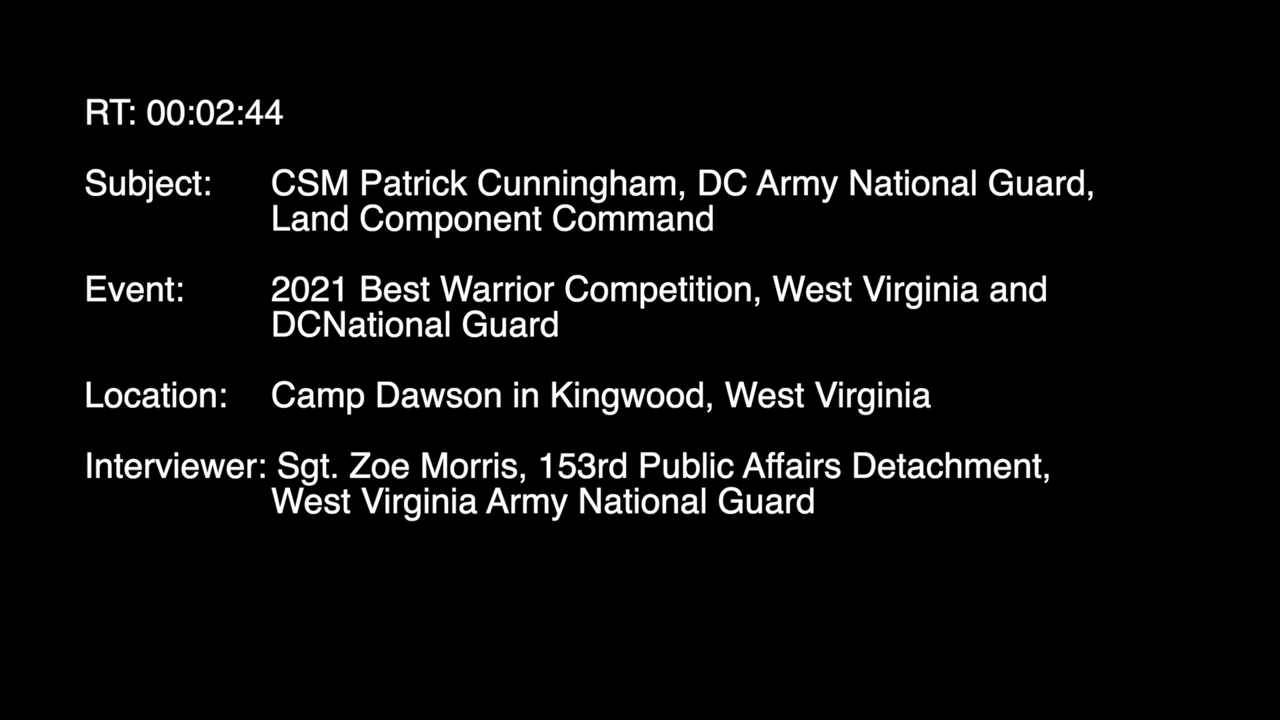 RT: 00:02:44
Subject: CSM Patrick Cunningham, DC Army National Guard,
Land Component Command
Event: 2021 Best Warrior Competition, West Virginia and
DCNational Guard
Location: Camp Dawson in Kingwood, West Virginia
Interviewer: Sgt. Zoe Morris, 153rd Public Affairs Detachment,
West Virginia Army National Guard